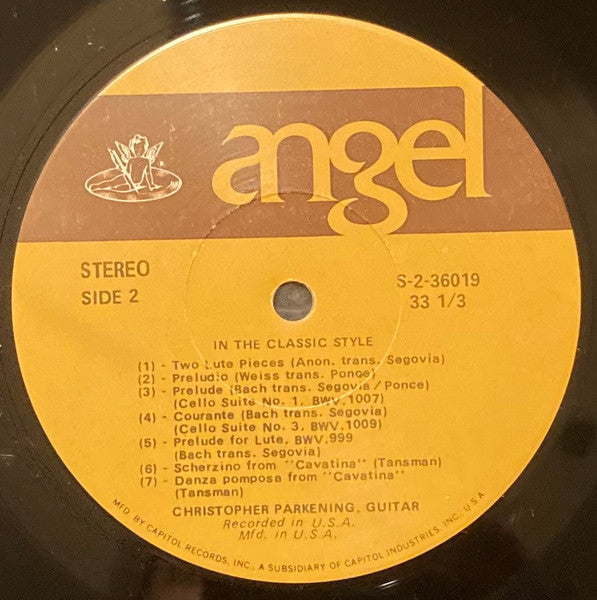 angel
STEREO
SIDE 2
S-2-36019
33 1/3
IN THE CLASSIC STYLE
(1) - Two Lute Pieces (Anon. trans. Segovia)
(2) - Preludio (Weiss trans. Ponce)
(3) - Prelude (Bach trans. Segovia/Ponce)
(Cello Suite No. 1, BWV.1007)
(4) - Courante (Bach trans. Segovia)
(Cello Suite No. 3, BWV.1009)
(5) - Prelude for Lute, BWV.999
(Bach trans. Segovia)
(6) - Scherzino from "Cavatina" (Tansman)
(7) - Danza pomposa from "Cavatina"
(Tansman)
CHRISTOPHER PARKENING, GUITAR
Recorded in U.S.A.
Mfd. in U.S.A.
MFD. BY CAPITOL RECORDS, INC., A SUBSIDIARY OF CAPITOL INDUSTRIES, INC., U.S.A.